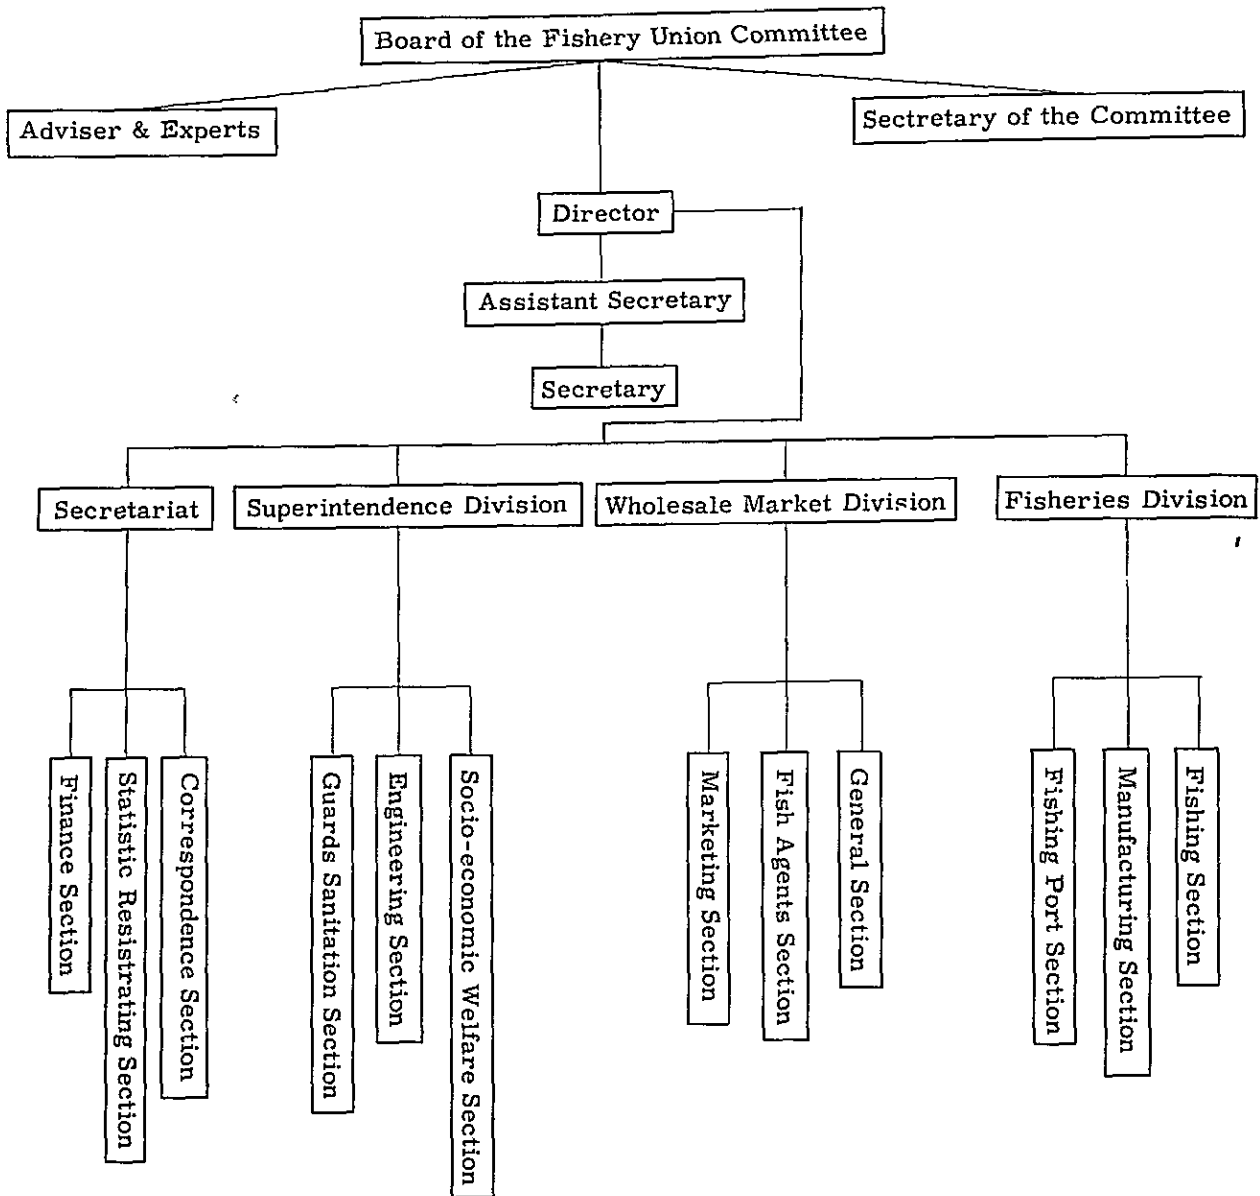 Board of the Fishery Union Committee
Adviser & Experts
Sectretary of the Committee
Director
Assistant Secretary
Secretary
Secretariat
Superintendence Division
Wholesale Market Division
Fisheries Division
Finance Section
Statistic Resistrating Section
Correspondence Section
Guards Sanitation Section
Engineering Section
Socio-economic Welfare Section
Marketing Section
Fish Agents Section
General Section
Fishing Port Section
Manufacturing Section
Fishing Section